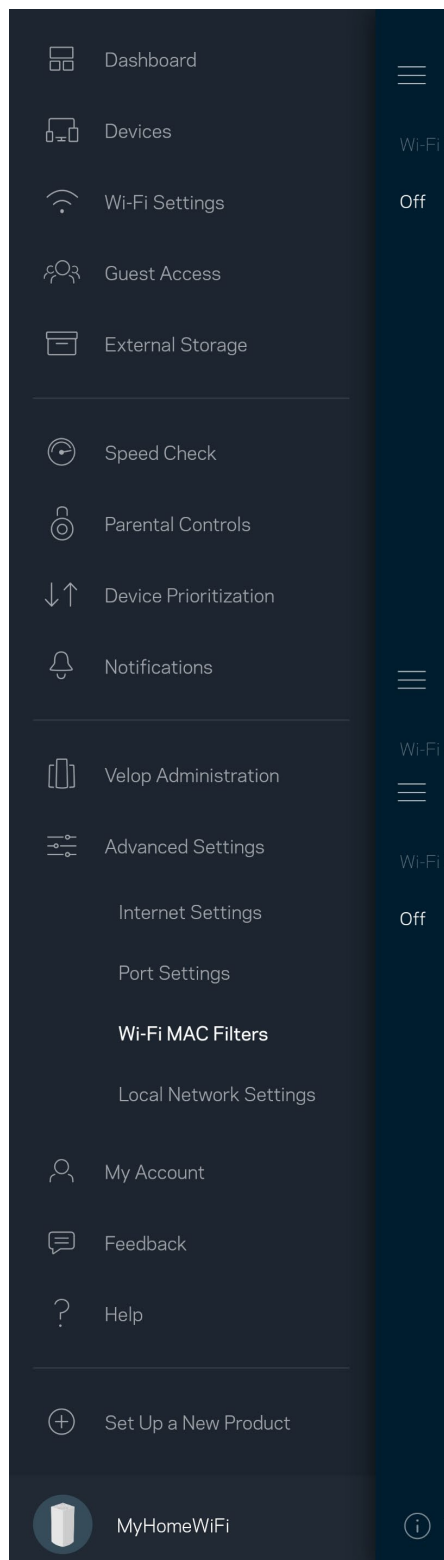 Dashboard
Devices
Wi-Fi Settings
Guest Access
External Storage
Speed Check
Parental Controls
Device Prioritization
Notifications
Velop Administration
Advanced Settings
Internet Settings
Port Settings
Wi-Fi MAC Filters
Local Network Settings
My Account
Feedback
Help
Set Up a New Product
MyHomeWiFi
Wi-Fi
Off
Wi-Fi
Wi-Fi
Off